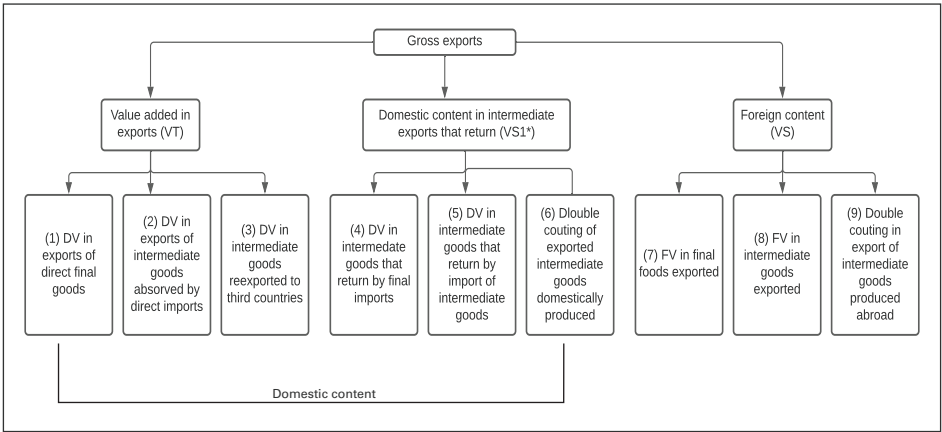 Gross exports
Value added in
exports (VT)
Domestic content in intermediate
exports that return (VS1*)
Foreign content
(VS)
(1) DV in
exports of
direct final
goods
(2) DV in
exports of
intermediate
goods
absorved by
direct imports
(3) DV in
intermediate
goods
reexported to
third countries
(4) DV in
intermedate
goods that
return by final
imports
(5) DV in
intermediate
goods that
return by
import of
intermediate
goods
(6) Dlouble
couting of
exported
intermediate
goods
domestically
produced
(7) FV in final
foods exported
(8) FV in
intermediate
goods
exported
(9) Double
couting in
export of
intermediate
goods
produced
abroad
Domestic content